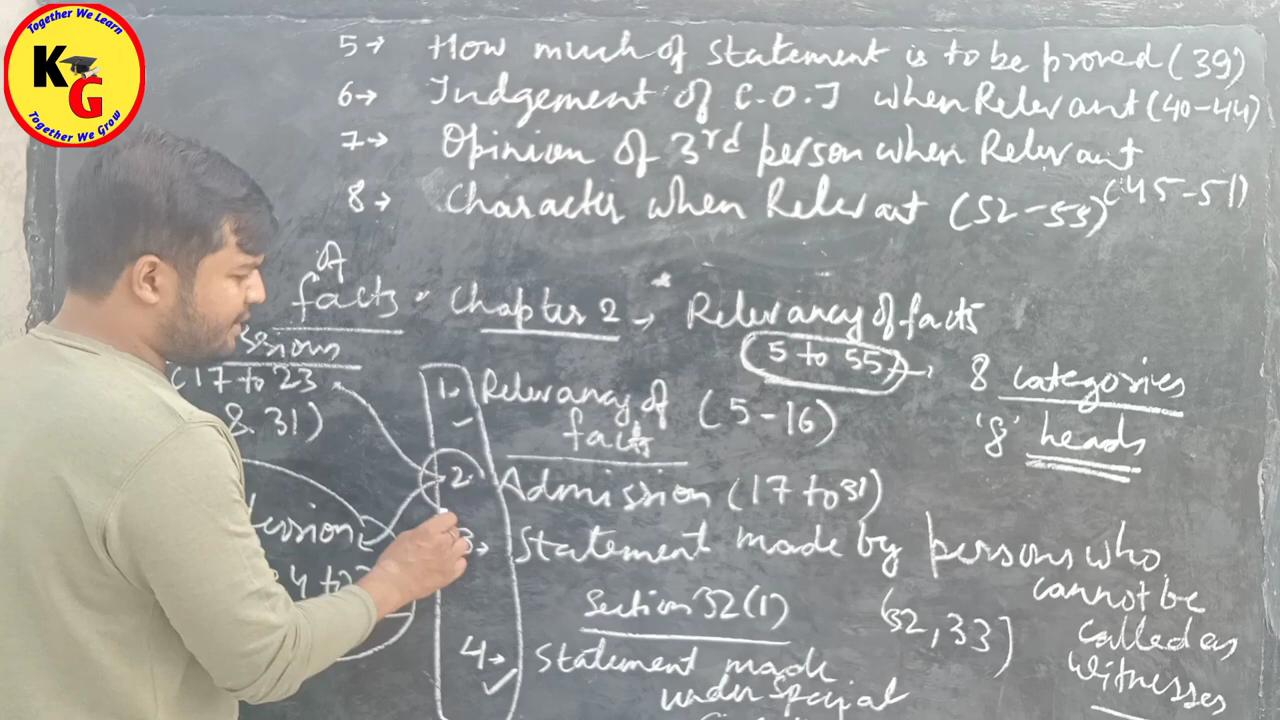 Together We Learn
KG
Together We Grow
5→ How much of statement is to be proved (39)
6→ Judgement of C.O.J when Relevant (40-44)
7→ Opinion of 3rd person when Relevant
(45-51)
8→ Character when Relevant (52-55)
of
facts
Chapter 2 → Relevancy of facts
5 to 55 → 8 categories
'8' heads
(17 to 23
& 31)
1. Relevancy of (5-16)
facts
2. Admission (17 to 31)
3→ Statement made by persons who
cannot be
called as
witnesses
(32,33)
Section 32(1)
4→ Statement made
under Special